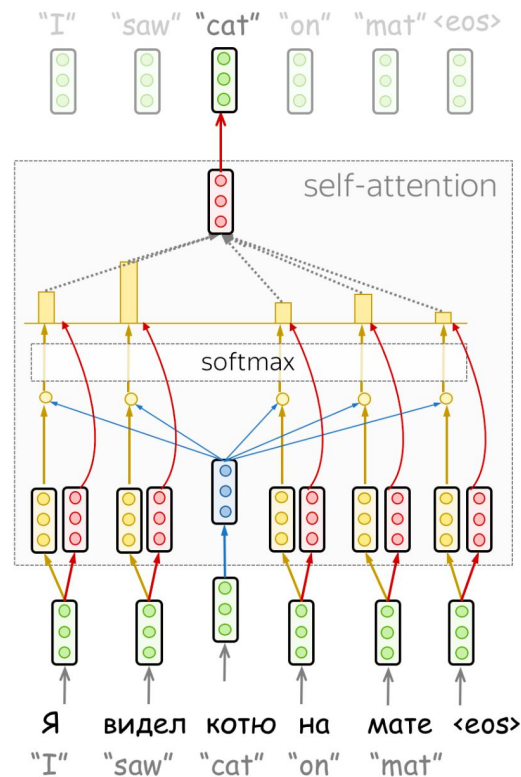 “I” “saw” “cat” “on” “mat” <eos>
self-attention
softmax
Я видел котю на мате <eos>
“I” “saw” “cat” “on” “mat”